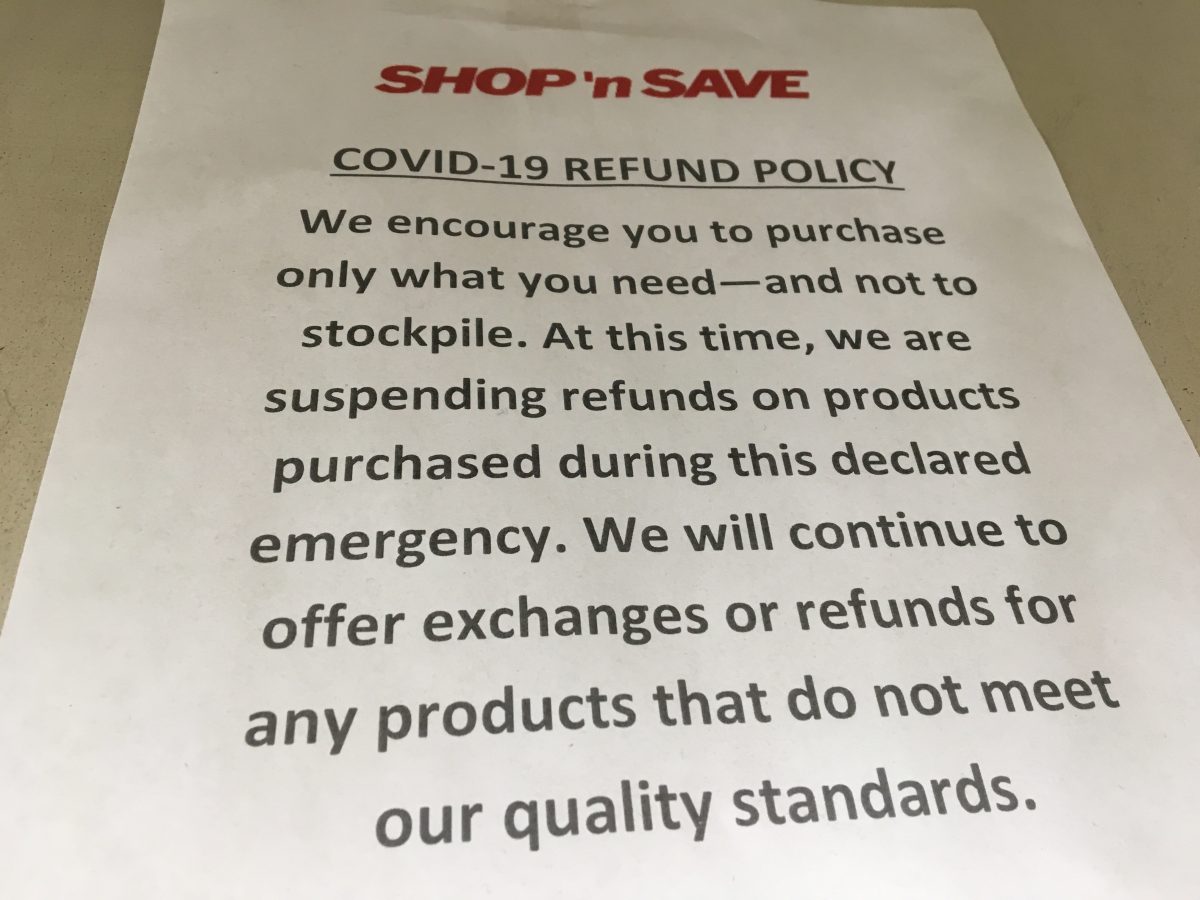 SHOP 'n SAVE
COVID-19 REFUND POLICY
We encourage you to purchase
only what you need—and not to
stockpile. At this time, we are
suspending refunds on products
purchased during this declared
emergency. We will continue to
offer exchanges or refunds for
any products that do not meet
our quality standards.